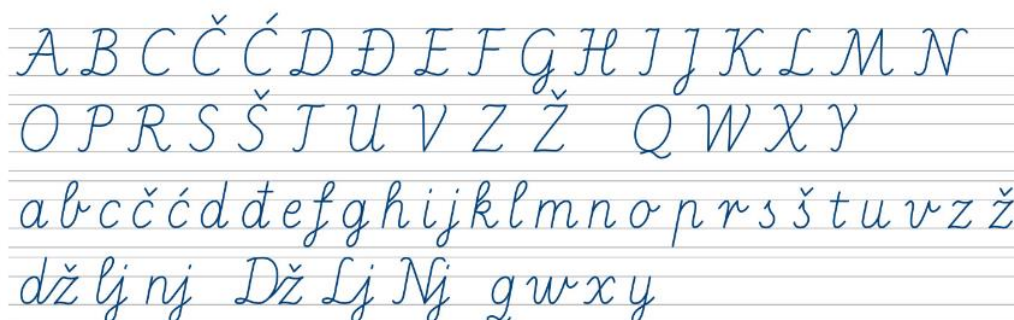 A B C Č Ć D Đ E F G H I J K L M N
O P R S Š T U V Z Ž Q W X Y
a b c č ć d đ e f g h i j k l m n o p r s š t u v z ž
dž lj nj Dž Lj Nj q w x y